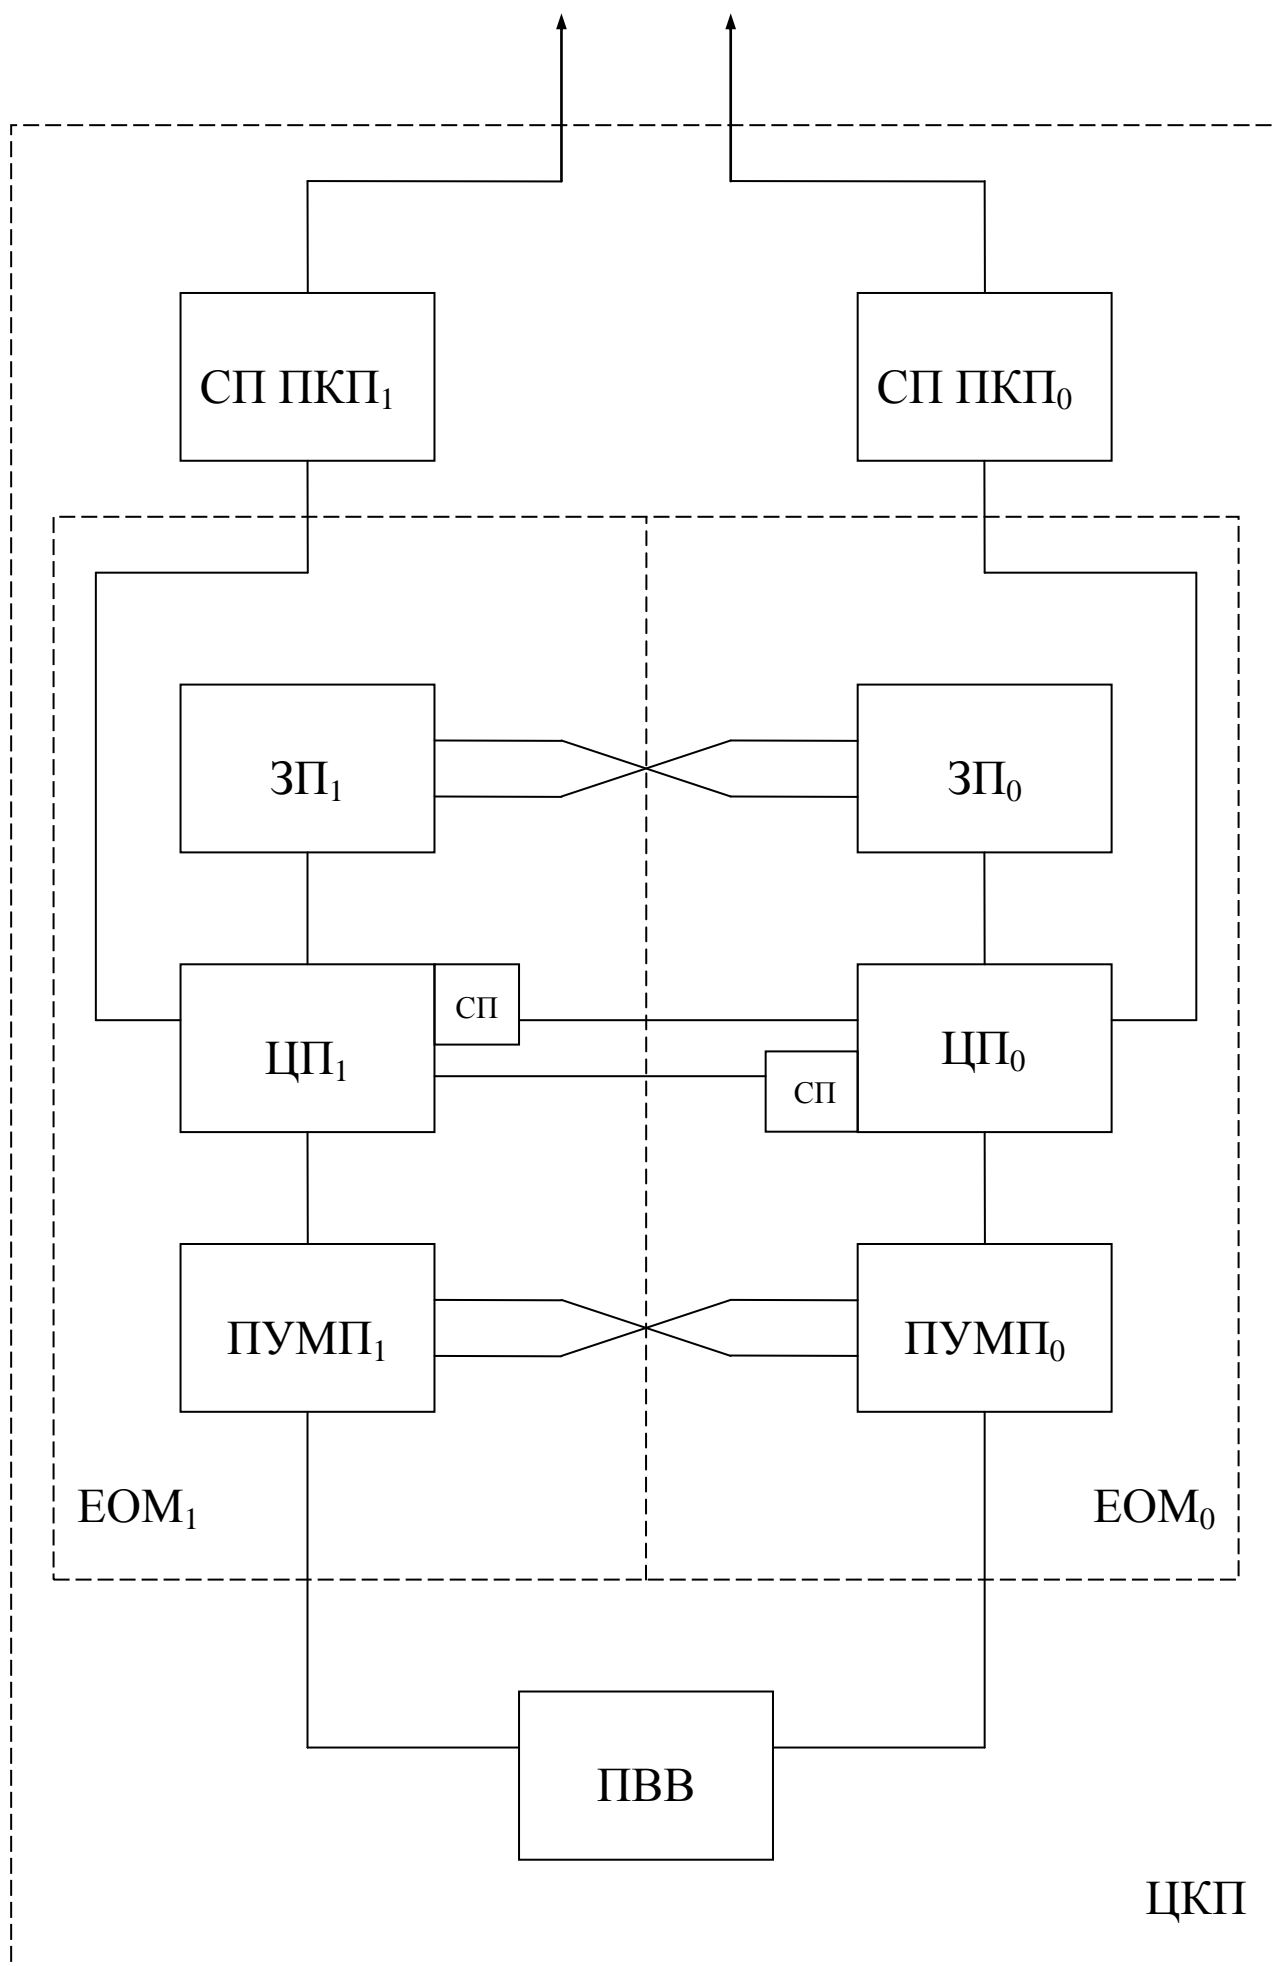 СП ПКП₁
СП ПКП₀
ЗП₁
ЗП₀
СП
ЦП₁
ЦП₀
СП
ПУМП₁
ПУМП₀
ЕОМ₁
ЕОМ₀
ПВВ
ЦКП